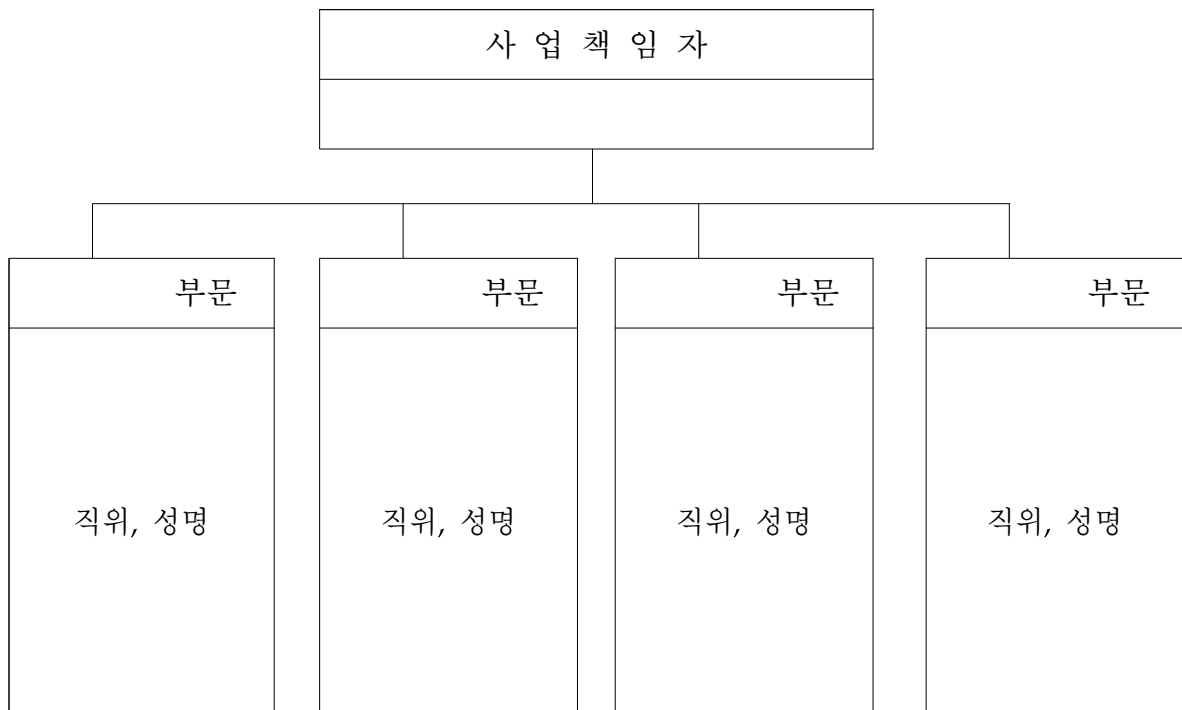 사 업 책 임 자
부문 부문 부문 부문
직위, 성명 직위, 성명 직위, 성명 직위, 성명